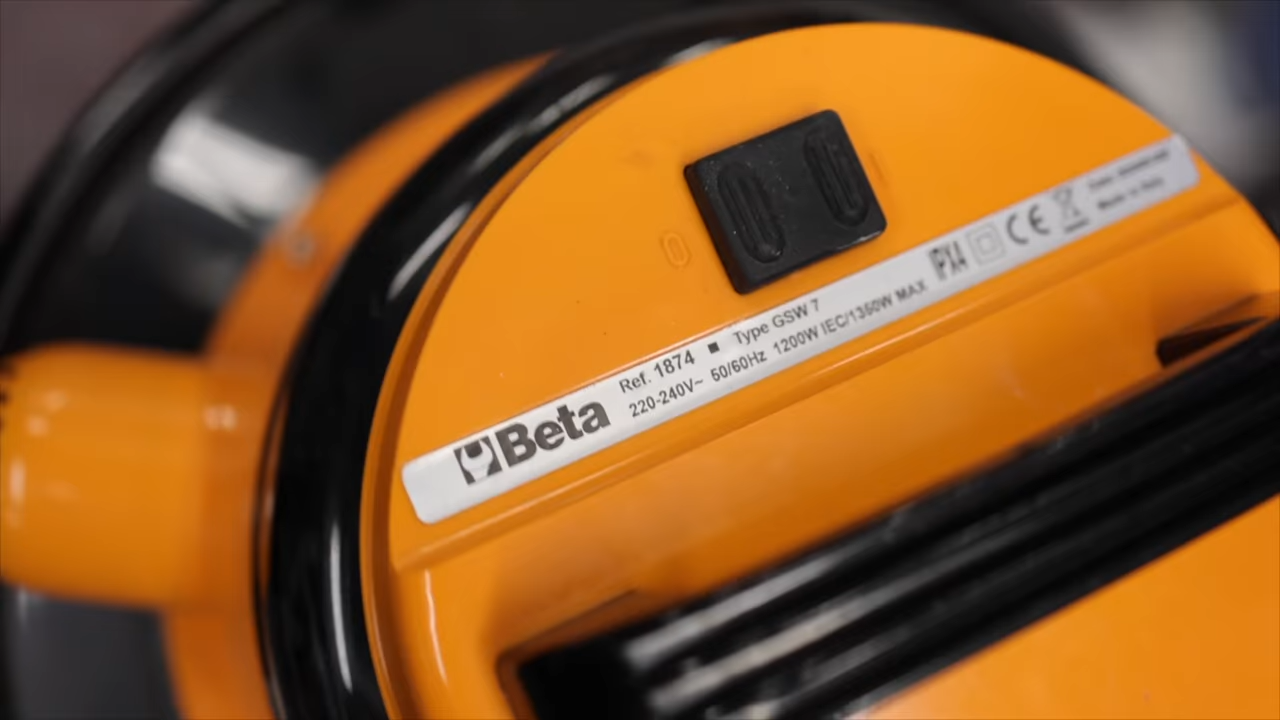 Beta
Ref. 1874 ■ Type GSW 7
220-240V~ 50/60Hz 1200W IEC/1350W MAX
IPX4
CE
Made in Italy
0